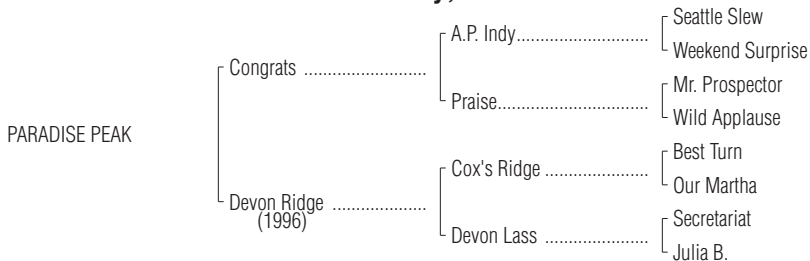 Seattle Slew
A.P. Indy..............................
Weekend Surprise
Congrats ..........................
Mr. Prospector
Praise..................................
Wild Applause
PARADISE PEAK
Best Turn
Cox's Ridge ......................
Our Martha
Devon Ridge ....................
(1996)
Secretariat
Devon Lass ......................
Julia B.